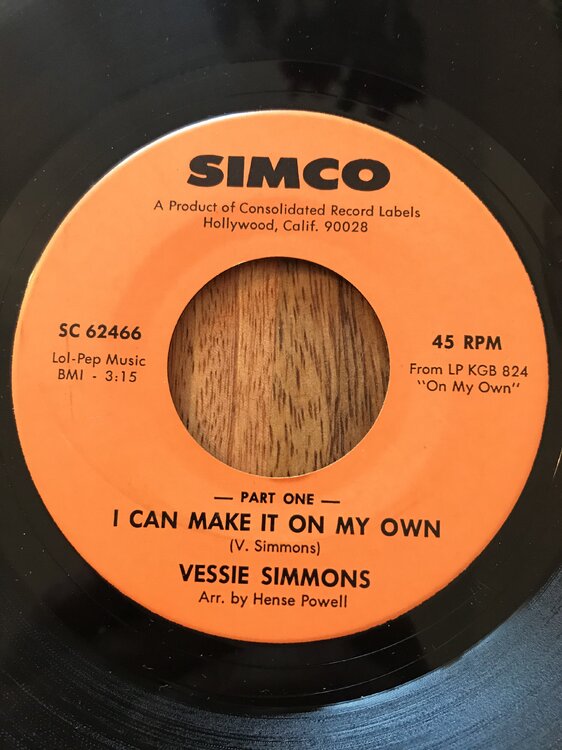 SIMCO
A Product of Consolidated Record Labels
Hollywood, Calif. 90028
SC 62466
Lol-Pep Music
BMI - 3:15
45 RPM
From LP KGB 824
"On My Own"
— PART ONE —
I CAN MAKE IT ON MY OWN
(V. Simmons)
VESSIE SIMMONS
Arr. by Hense Powell